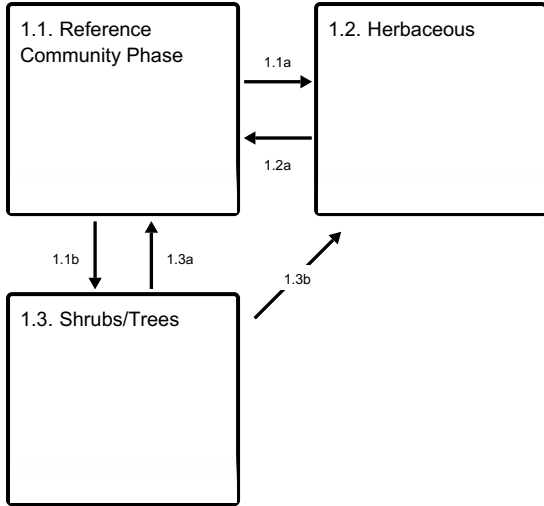 1.1. Reference
Community Phase
1.2. Herbaceous
1.1a
1.2a
1.1b
1.3a
1.3b
1.3. Shrubs/Trees